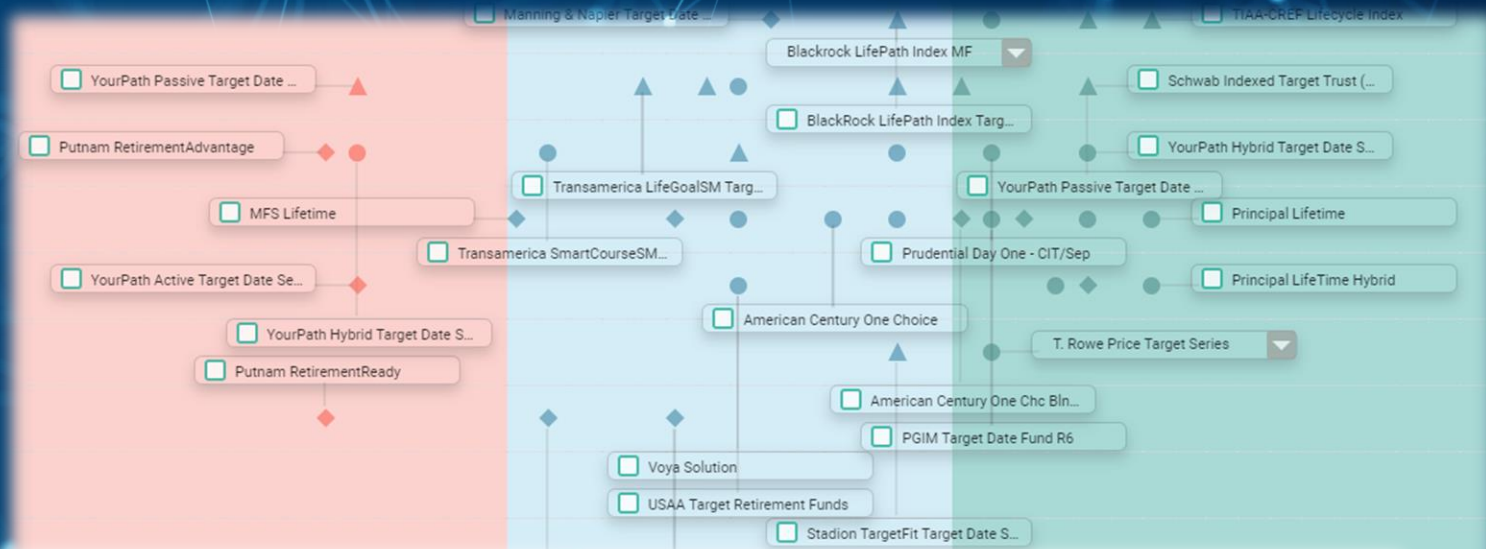 Manning & Napier Target Date ...
TIAA-CREF Lifecycle Index
Blackrock LifePath Index MF
YourPath Passive Target Date ...
Schwab Indexed Target Trust (...
BlackRock LifePath Index Targ...
Putnam RetirementAdvantage
YourPath Hybrid Target Date S...
Transamerica LifeGoalSM Targ...
YourPath Passive Target Date ...
MFS Lifetime
Principal Lifetime
Transamerica SmartCourseSM...
Prudential Day One - CIT/Sep
YourPath Active Target Date Se...
Principal LifeTime Hybrid
American Century One Choice
YourPath Hybrid Target Date S...
T. Rowe Price Target Series
Putnam RetirementReady
American Century One Chc Bln...
PGIM Target Date Fund R6
Voya Solution
USAA Target Retirement Funds
Stadion TargetFit Target Date S...